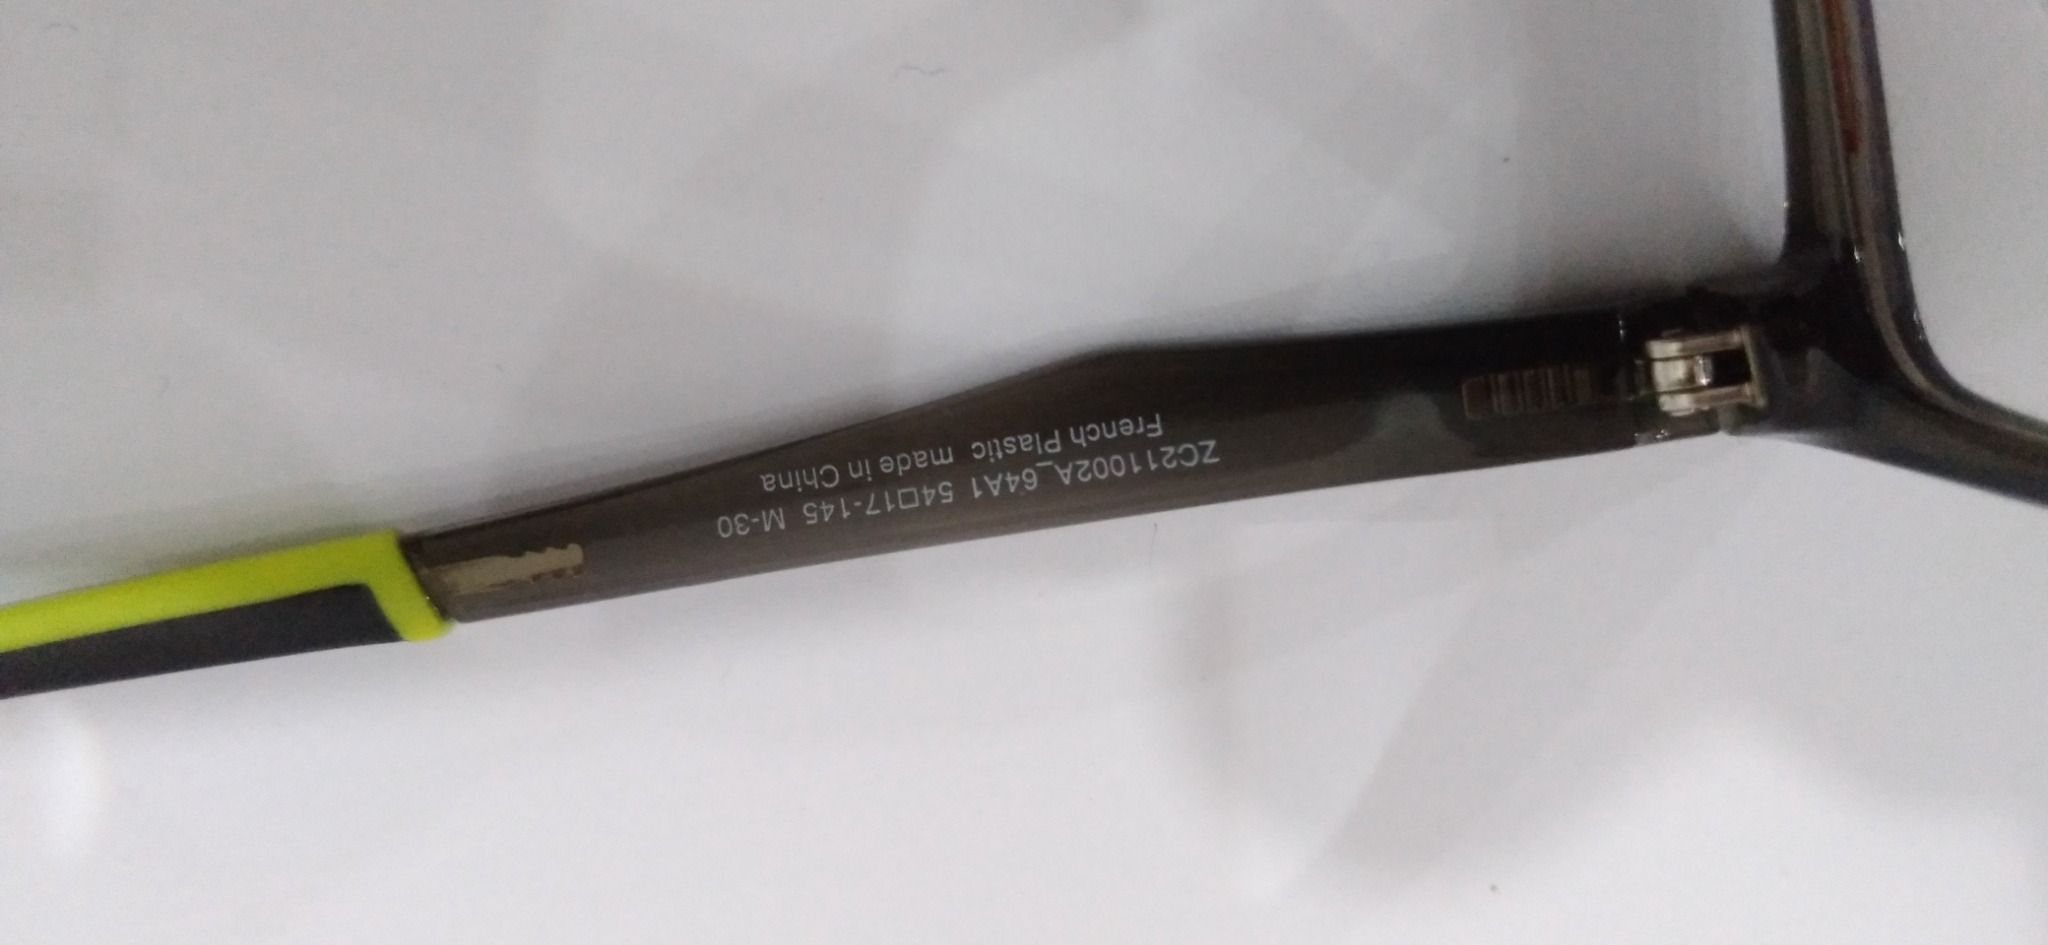 ZC211002A_64A1 54□17-145 M-30
French Plastic made in China